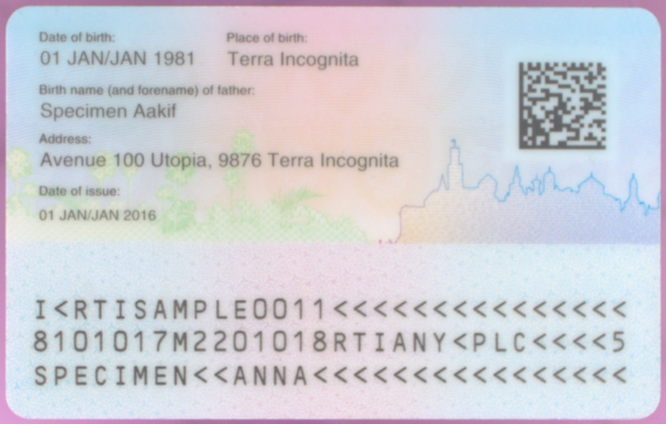 Date of birth: Place of birth:
01 JAN/JAN 1981 Terra Incognita
Birth name (and forename) of father:
Specimen Aakif
Address:
Avenue 100 Utopia, 9876 Terra Incognita
Date of issue:
01 JAN/JAN 2016
I<RTISAMPLE0011<<<<<<<<<<<<<<<
8101017M2201018RTIANY<PLC<<<<5
SPECIMEN<<ANNA<<<<<<<<<<<<<<<<